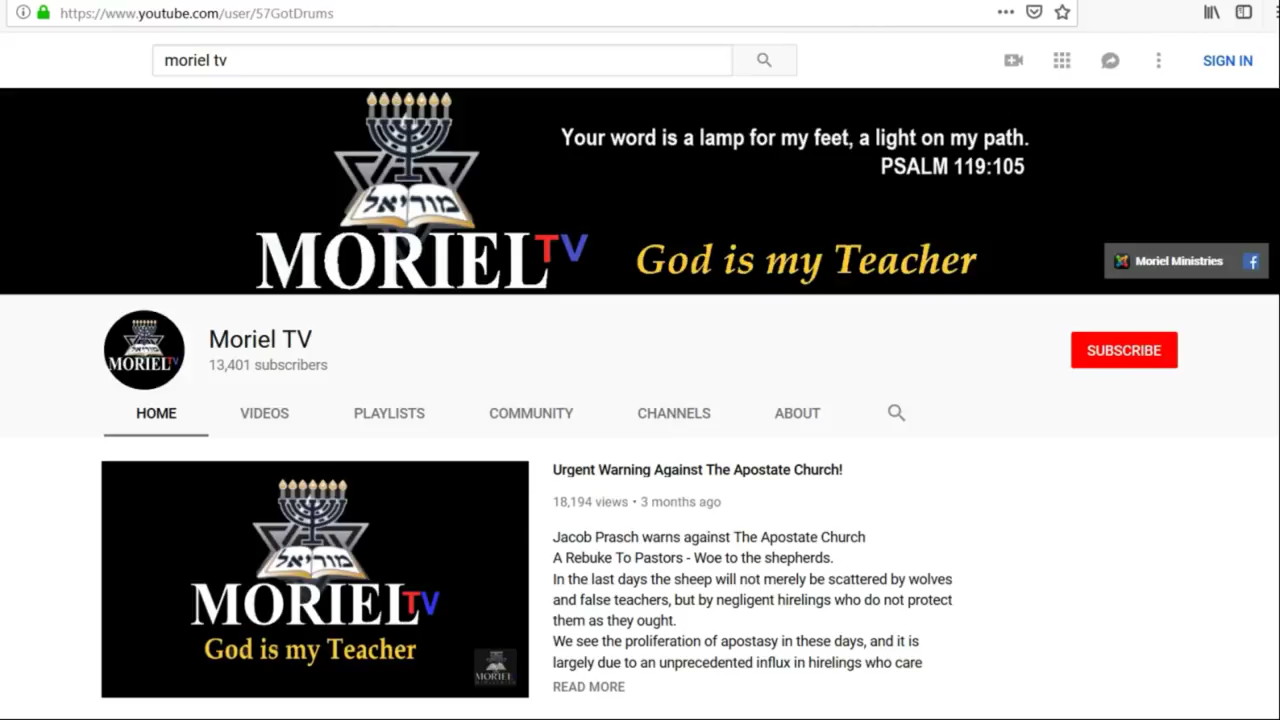 https://www.youtube.com/user/57GotDrums
moriel tv
SIGN IN
Your word is a lamp for my feet, a light on my path.
PSALM 119:105
מוריאל
MORIELTV
God is my Teacher
Moriel Ministries
Moriel TV
13,401 subscribers
SUBSCRIBE
MORIELTV
HOME VIDEOS PLAYLISTS COMMUNITY CHANNELS ABOUT
מוריאל
MORIELTV
God is my Teacher
MORIEL
Urgent Warning Against The Apostate Church!
18,194 views • 3 months ago
Jacob Prasch warns against The Apostate Church
A Rebuke To Pastors - Woe to the shepherds.
In the last days the sheep will not merely be scattered by wolves
and false teachers, but by negligent hirelings who do not protect
them as they ought.
We see the proliferation of apostasy in these days, and it is
largely due to an unprecedented influx in hirelings who care
READ MORE